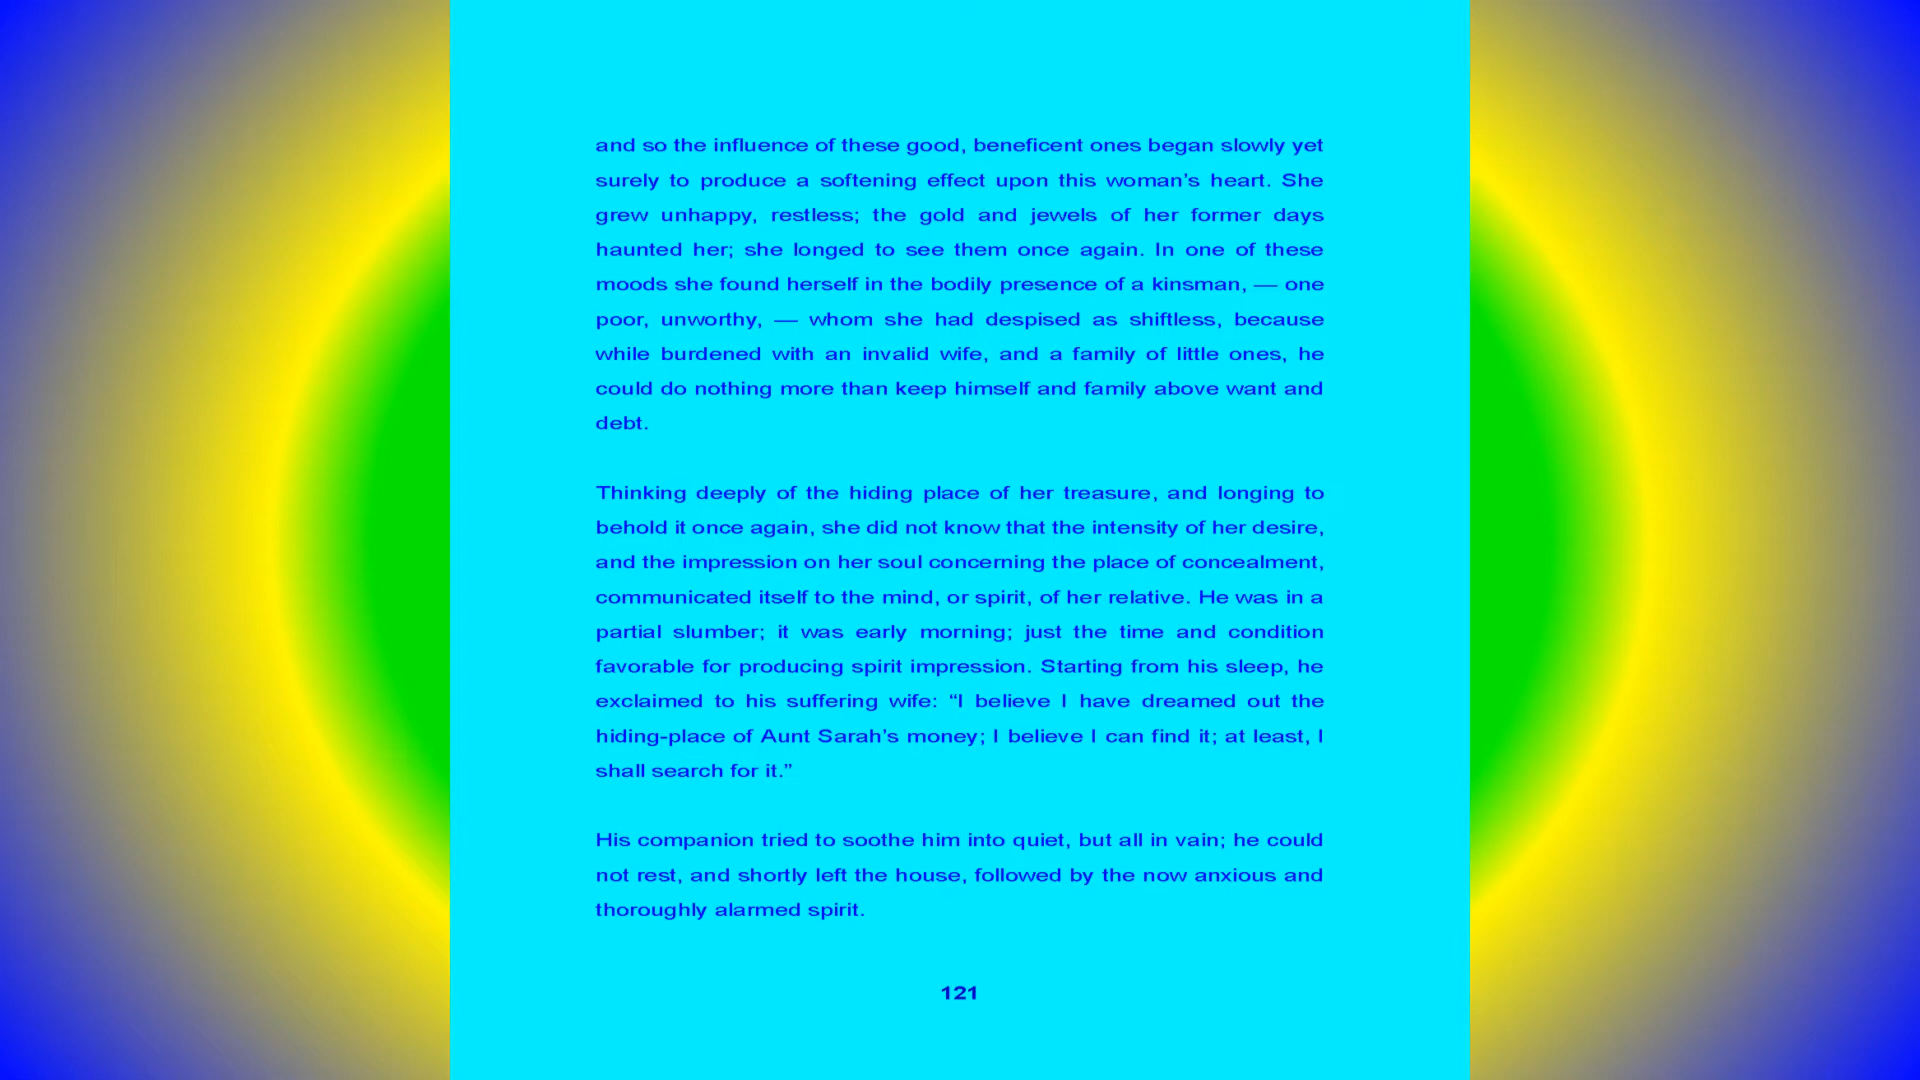 and so the influence of these good, beneficent ones began slowly yet
surely to produce a softening effect upon this woman’s heart. She
grew unhappy, restless; the gold and jewels of her former days
haunted her; she longed to see them once again. In one of these
moods she found herself in the bodily presence of a kinsman, — one
poor, unworthy, — whom she had despised as shiftless, because
while burdened with an invalid wife, and a family of little ones, he
could do nothing more than keep himself and family above want and
debt.
Thinking deeply of the hiding place of her treasure, and longing to
behold it once again, she did not know that the intensity of her desire,
and the impression on her soul concerning the place of concealment,
communicated itself to the mind, or spirit, of her relative. He was in a
partial slumber; it was early morning; just the time and condition
favorable for producing spirit impression. Starting from his sleep, he
exclaimed to his suffering wife: “I believe I have dreamed out the
hiding-place of Aunt Sarah’s money; I believe I can find it; at least, I
shall search for it.”
His companion tried to soothe him into quiet, but all in vain; he could
not rest, and shortly left the house, followed by the now anxious and
thoroughly alarmed spirit.
121